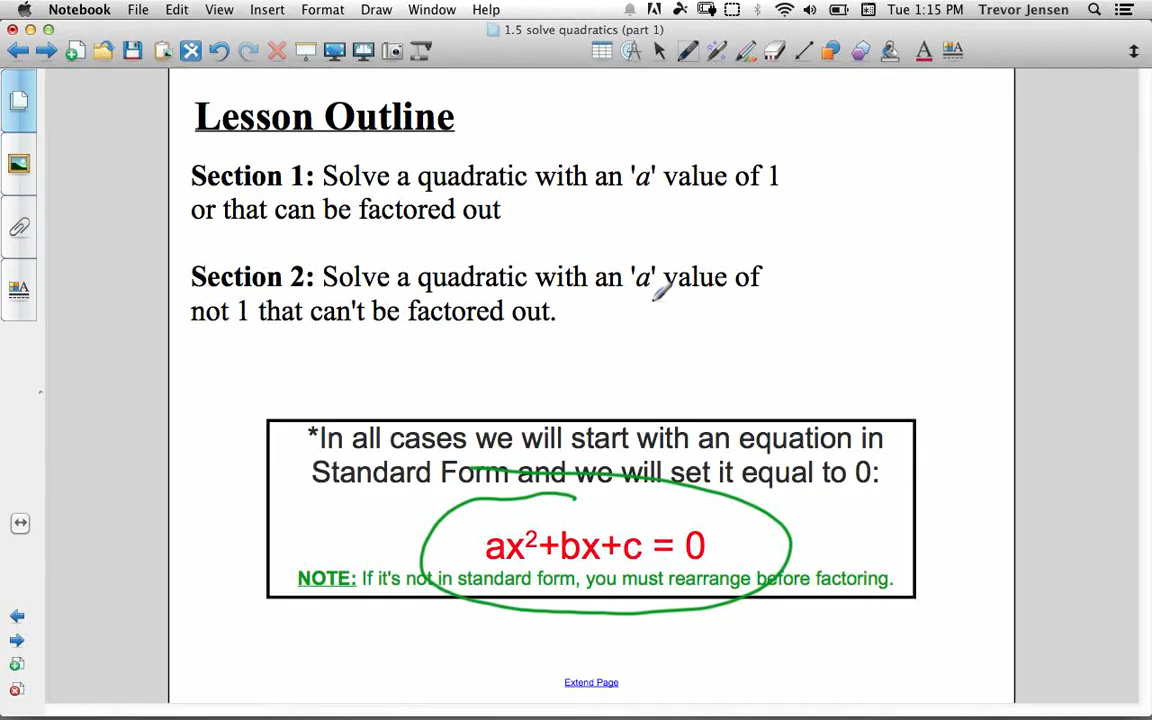 Notebook File Edit View Insert Format Draw Window Help Tue 1:15 PM Trevor Jensen
1.5 solve quadratics (part 1)
Lesson Outline
Section 1: Solve a quadratic with an 'a' value of 1
or that can be factored out
Section 2: Solve a quadratic with an 'a' value of
not 1 that can't be factored out.
*In all cases we will start with an equation in
Standard Form and we will set it equal to 0:
ax²+bx+c = 0
NOTE: If it's not in standard form, you must rearrange before factoring.
Extend Page